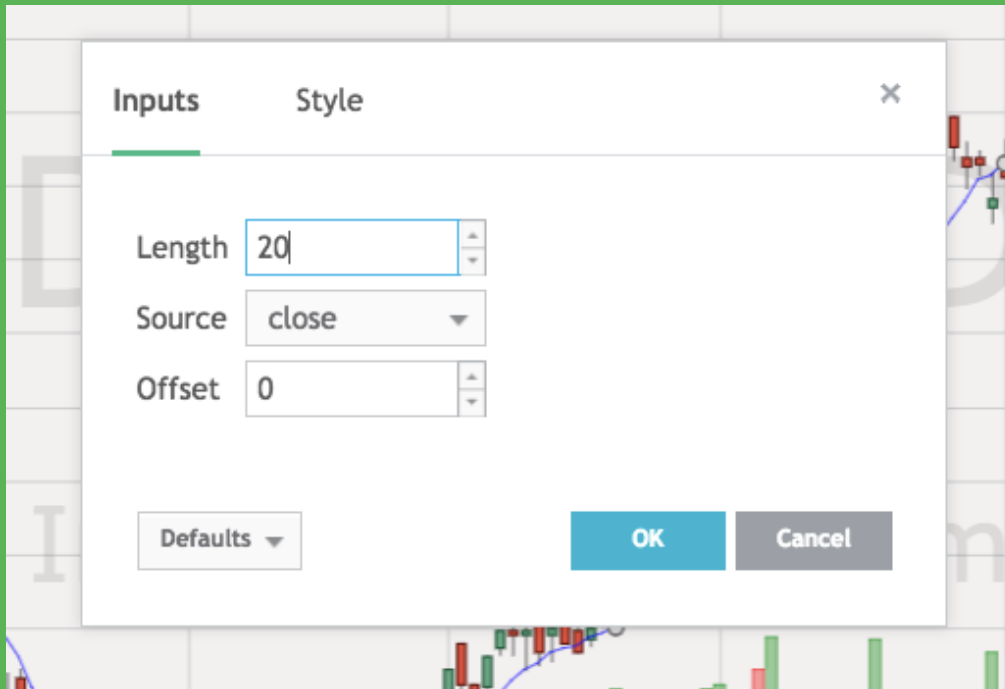 Inputs Style ×
Length 20
Source close
Offset 0
Defaults OK Cancel